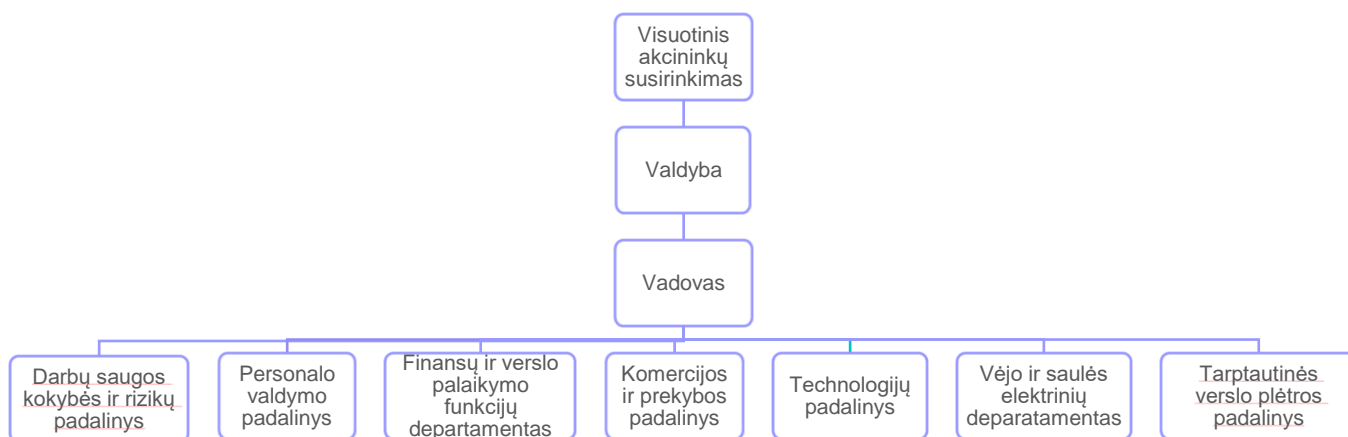 Visuotinis
akcininkų
susirinkimas
Valdyba
Vadovas
Darbų saugos
kokybės ir rizikų
padalinys
Personalo
valdymo
padalinys
Finansų ir verslo
palaikymo
funkcijų
departamentas
Komercijos
ir prekybos
padalinys
Technologijų
padalinys
Vėjo ir saulės
elektrinių
deparatamentas
Tarptautinės
verslo plėtros
padalinys